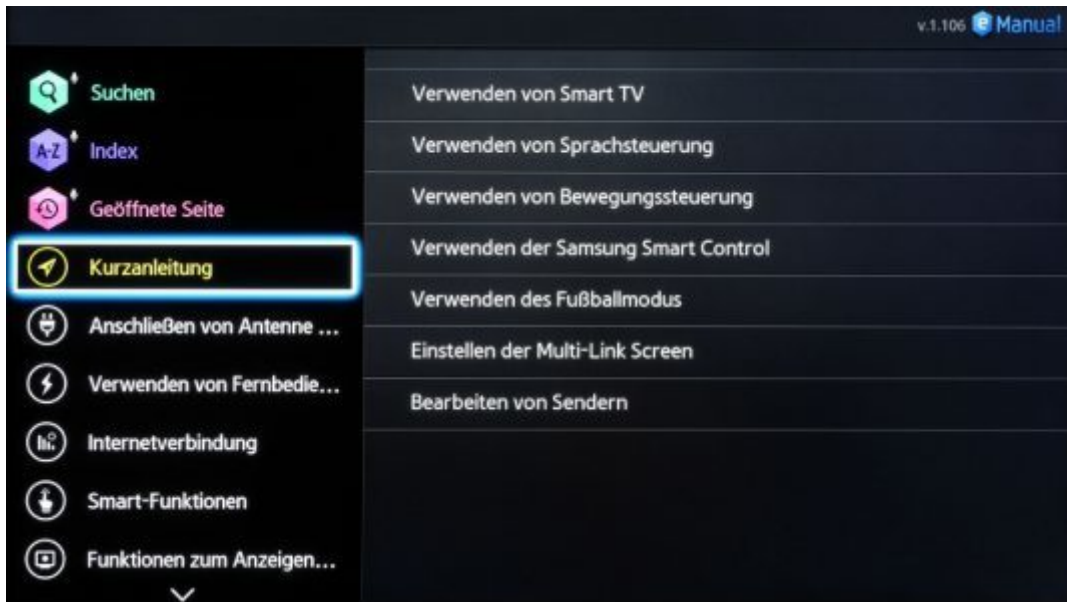 v.1.106 e Manual
Suchen
A-Z Index
Geöffnete Seite
Kurzanleitung
Anschließen von Antenne ...
Verwenden von Fernbedie...
Internetverbindung
Smart-Funktionen
Funktionen zum Anzeigen...
Verwenden von Smart TV
Verwenden von Sprachsteuerung
Verwenden von Bewegungssteuerung
Verwenden der Samsung Smart Control
Verwenden des Fußballmodus
Einstellen der Multi-Link Screen
Bearbeiten von Sendern